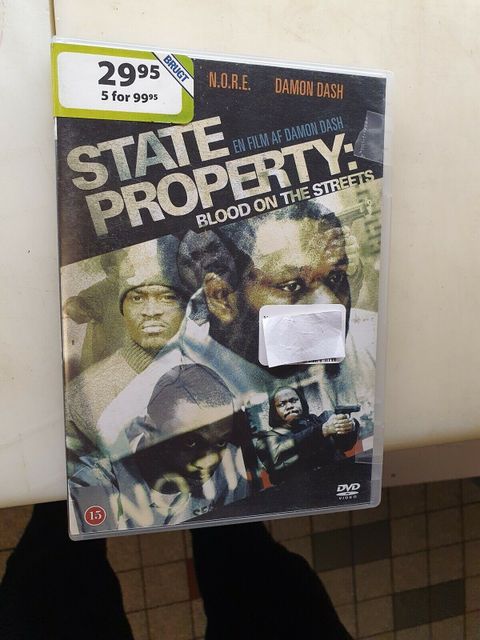 29⁹⁵
BRUGT
5 for 99⁹⁵
N.O.R.E. DAMON DASH
EN FILM AF DAMON DASH
STATE
PROPERTY:
BLOOD ON THE STREETS
15
DVD
VIDEO